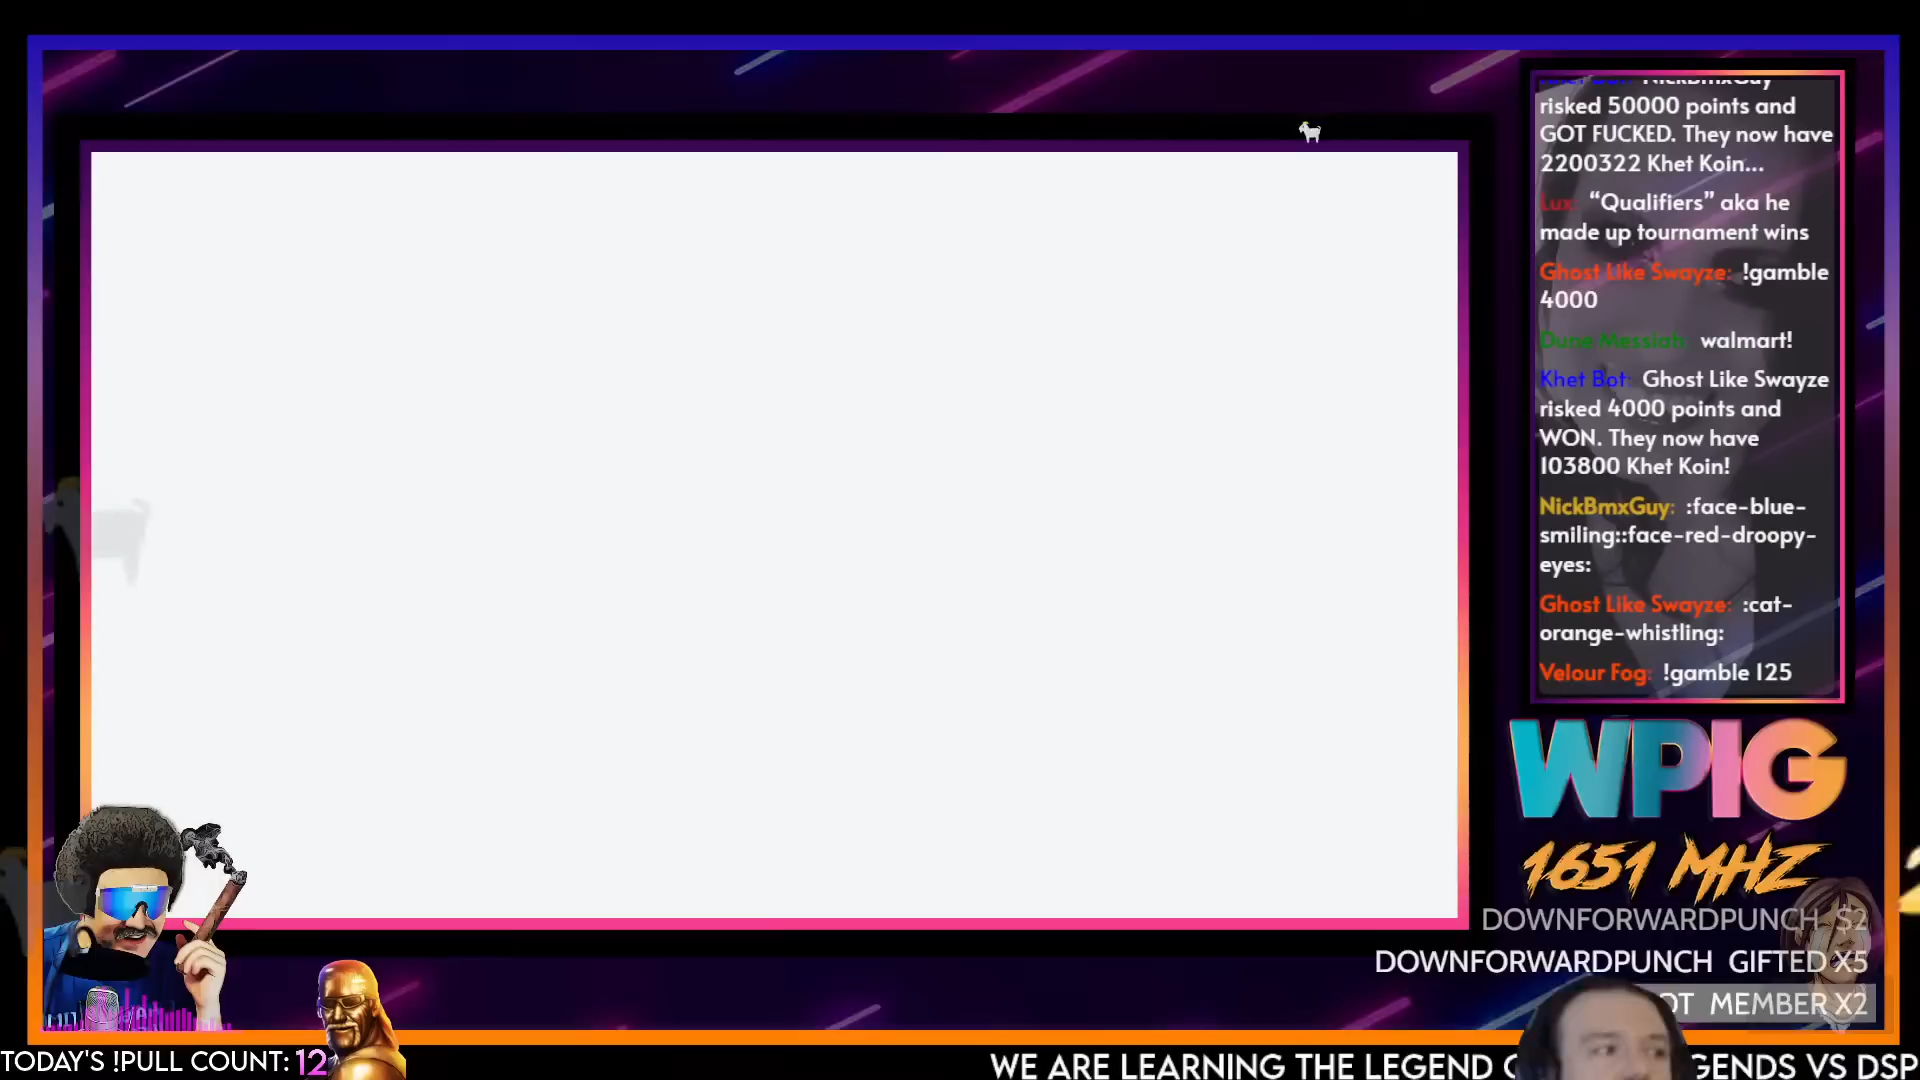 risked 50000 points and
GOT FUCKED. They now have
2200322 Khet Koin...
Lux: “Qualifiers” aka he
made up tournament wins
Ghost Like Swayze: !gamble
4000
Dune Messiah: walmart!
Khet Bot: Ghost Like Swayze
risked 4000 points and
WON. They now have
103800 Khet Koin!
NickBmxGuy: :face-blue-
smiling::face-red-droopy-
eyes:
Ghost Like Swayze: :cat-
orange-whistling:
Velour Fog: !gamble 125
WPIG
1651 MHZ
DOWNFORWARDPUNCH $2
DOWNFORWARDPUNCH GIFTED X5
MEMBER X2
TODAY'S !PULL COUNT: 12
WE ARE LEARNING THE LEGEND VS DSP